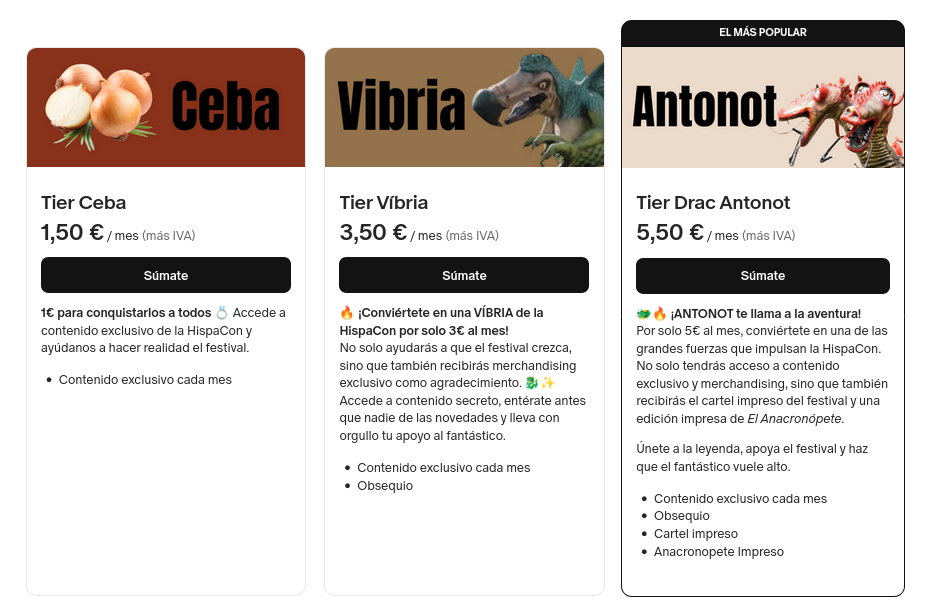 Ceba
Tier Ceba
1,50 € / mes (más IVA)
Súmate
1€ para conquistarlos a todos 💍 Accede a
contenido exclusivo de la HispaCon y
ayúdanos a hacer realidad el festival.
• Contenido exclusivo cada mes
Vibria
Tier Víbria
3,50 € / mes (más IVA)
Súmate
🔥 ¡Conviértete en una VÍBRIA de la
HispaCon por solo 3€ al mes!
No solo ayudarás a que el festival crezca,
sino que también recibirás merchandising
exclusivo como agradecimiento. 🐉✨
Accede a contenido secreto, entérate antes
que nadie de las novedades y lleva con
orgullo tu apoyo al fantástico.
• Contenido exclusivo cada mes
• Obsequio
EL MÁS POPULAR
Antonot
Tier Drac Antonot
5,50 € / mes (más IVA)
Súmate
🐲🔥 ¡ANTONOT te llama a la aventura!
Por solo 5€ al mes, conviértete en una de las
grandes fuerzas que impulsan la HispaCon.
No solo tendrás acceso a contenido
exclusivo y merchandising, sino que también
recibirás el cartel impreso del festival y una
edición impresa de El Anacronópete.
Únete a la leyenda, apoya el festival y haz
que el fantástico vuele alto.
• Contenido exclusivo cada mes
• Obsequio
• Cartel impreso
• Anacronopete Impreso